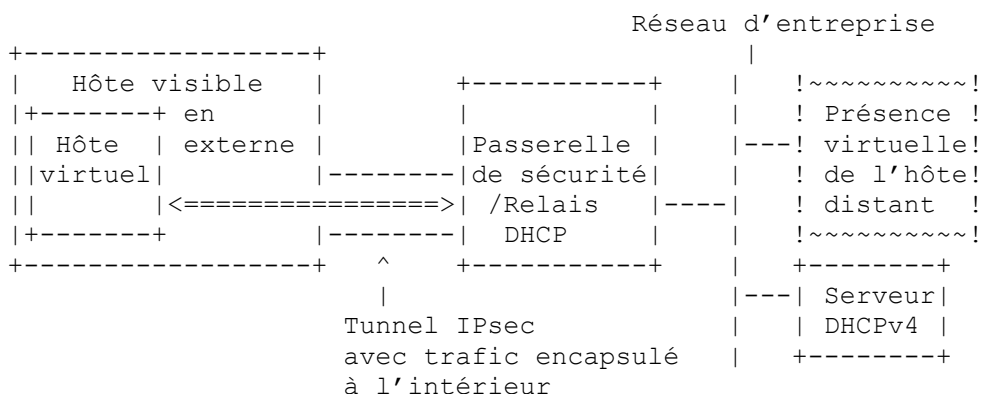 Réseau d’entreprise
Hôte visible
en
Présence
Hôte externe Passerelle virtuelle
virtuel de sécurité de l’hôte
/Relais distant
DHCP
Serveur
Tunnel IPsec DHCPv4
avec trafic encapsulé
à l’intérieur